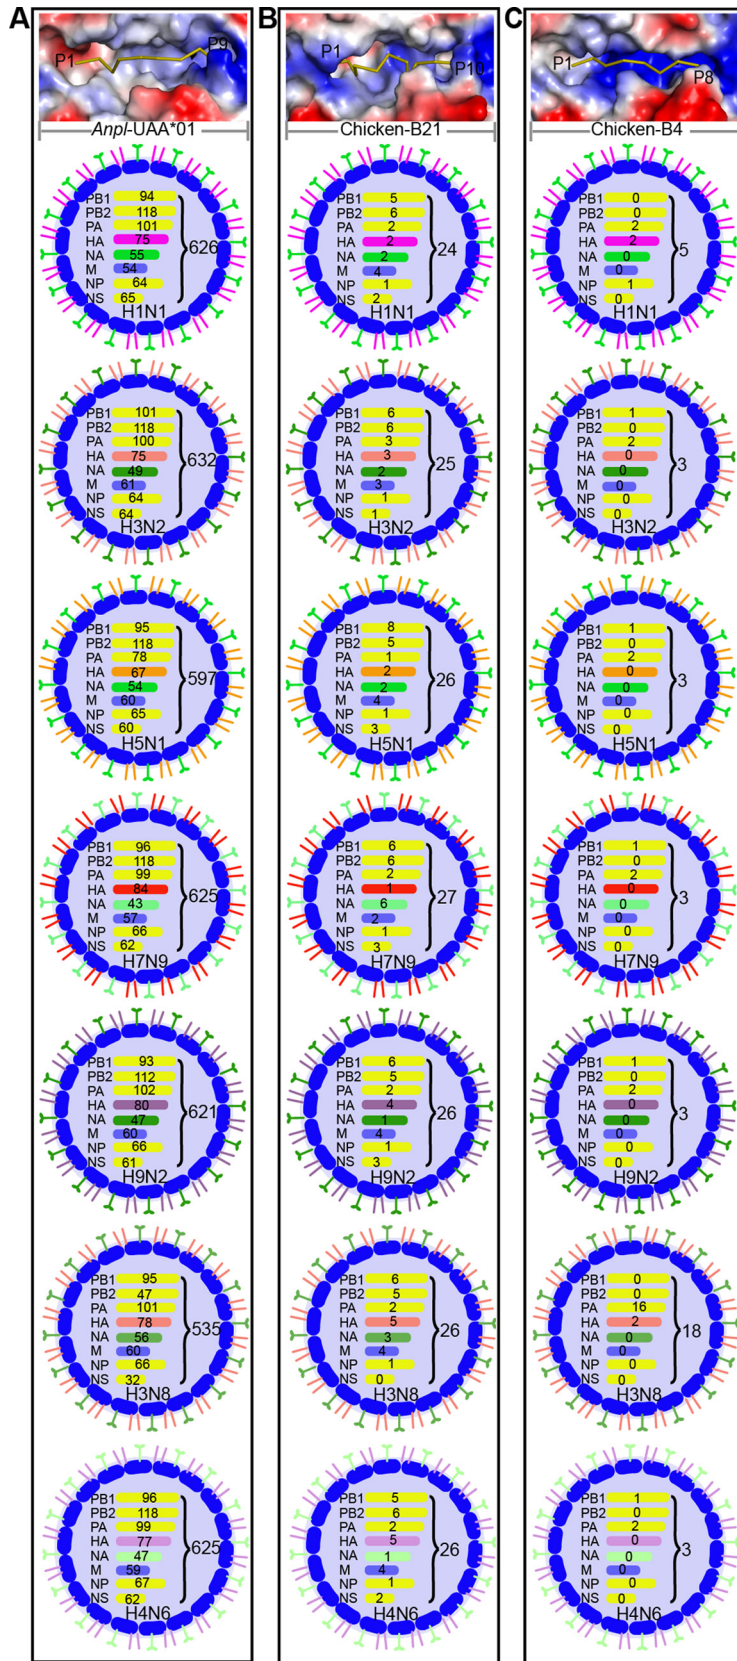 A
P1
P9
Anpl-UAA*01
PB1 94
PB2 118
PA 101
HA 75
NA 55
M 54
NP 64
NS 65
626
H1N1
PB1 101
PB2 118
PA 100
HA 75
NA 49
M 61
NP 64
NS 64
632
H3N2
PB1 95
PB2 118
PA 78
HA 67
NA 54
M 60
NP 65
NS 60
597
H5N1
PB1 96
PB2 118
PA 99
HA 84
NA 43
M 57
NP 66
NS 62
625
H7N9
PB1 93
PB2 112
PA 102
HA 80
NA 47
M 60
NP 66
NS 61
621
H9N2
PB1 95
PB2 47
PA 101
HA 78
NA 56
M 60
NP 66
NS 32
535
H3N8
PB1 96
PB2 118
PA 99
HA 77
NA 47
M 59
NP 67
NS 62
625
H4N6
B
P1
P10
Chicken-B21
PB1 5
PB2 6
PA 2
HA 2
NA 2
M 4
NP 1
NS 2
24
H1N1
PB1 6
PB2 6
PA 3
HA 3
NA 2
M 3
NP 1
NS 1
25
H3N2
PB1 8
PB2 5
PA 1
HA 2
NA 2
M 4
NP 1
NS 3
26
H5N1
PB1 6
PB2 6
PA 2
HA 1
NA 6
M 2
NP 1
NS 3
27
H7N9
PB1 6
PB2 5
PA 2
HA 4
NA 1
M 4
NP 1
NS 3
26
H9N2
PB1 6
PB2 5
PA 2
HA 5
NA 3
M 4
NP 1
NS 0
26
H3N8
PB1 5
PB2 6
PA 2
HA 5
NA 1
M 4
NP 1
NS 2
26
H4N6
C
P1
P8
Chicken-B4
PB1 0
PB2 0
PA 2
HA 2
NA 0
M 0
NP 1
NS 0
5
H1N1
PB1 1
PB2 0
PA 2
HA 0
NA 0
M 0
NP 0
NS 0
3
H3N2
PB1 1
PB2 0
PA 2
HA 0
NA 0
M 0
NP 0
NS 0
3
H5N1
PB1 1
PB2 0
PA 2
HA 0
NA 0
M 0
NP 0
NS 0
3
H7N9
PB1 1
PB2 0
PA 2
HA 0
NA 0
M 0
NP 0
NS 0
3
H9N2
PB1 0
PB2 0
PA 16
HA 2
NA 0
M 0
NP 0
NS 0
18
H3N8
PB1 1
PB2 0
PA 2
HA 0
NA 0
M 0
NP 0
NS 0
3
H4N6